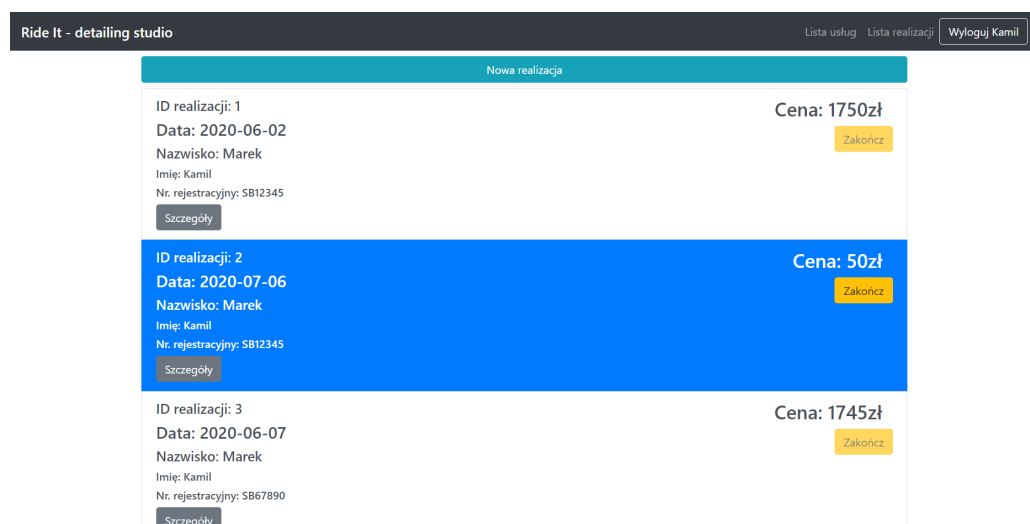 Ride It - detailing studio
Lista usług Lista realizacji Wyloguj Kamil
Nowa realizacja
ID realizacji: 1
Cena: 1750zł
Data: 2020-06-02
Zakończ
Nazwisko: Marek
Imię: Kamil
Nr. rejestracyjny: SB12345
Szczegóły
ID realizacji: 2
Cena: 50zł
Data: 2020-07-06
Zakończ
Nazwisko: Marek
Imię: Kamil
Nr. rejestracyjny: SB12345
Szczegóły
ID realizacji: 3
Cena: 1745zł
Data: 2020-06-07
Zakończ
Nazwisko: Marek
Imię: Kamil
Nr. rejestracyjny: SB67890
Szczegóły